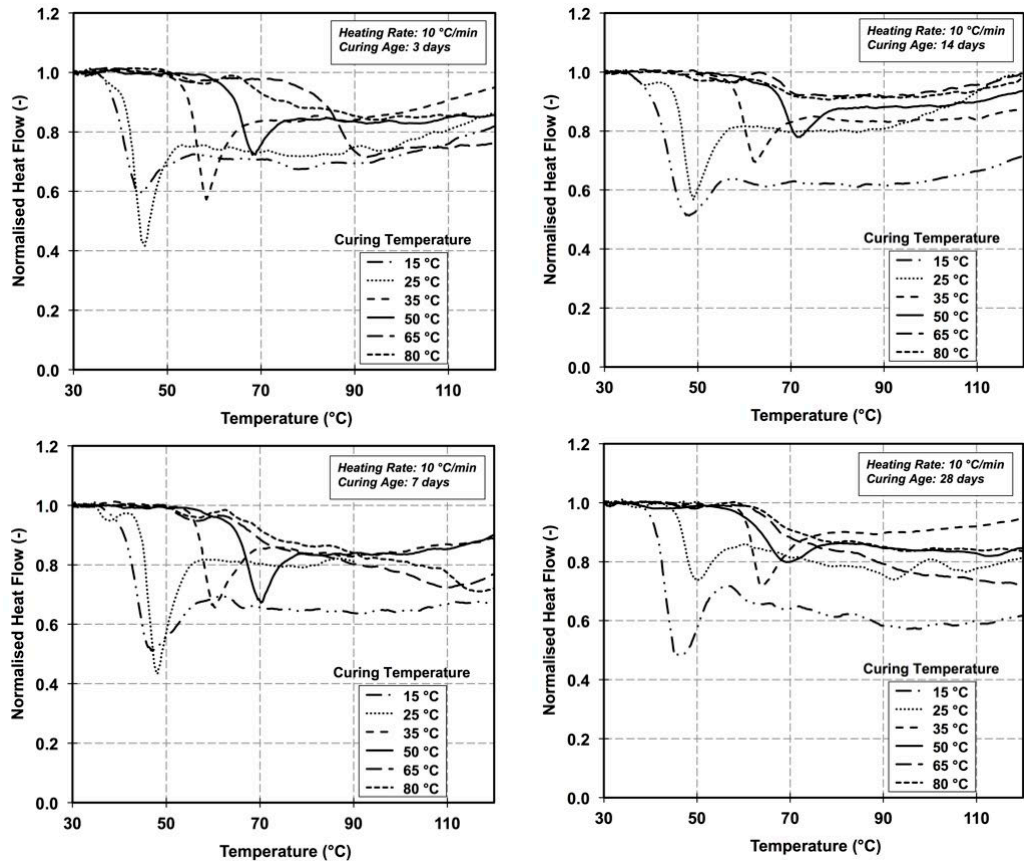 Heating Rate: 10 °C/min
Curing Age: 3 days
Normalised Heat Flow (-)
1.2
1.0
0.8
0.6
0.4
0.2
0.0
Curing Temperature
15 °C
25 °C
35 °C
50 °C
65 °C
80 °C
30 50 70 90 110
Temperature (°C)
Heating Rate: 10 °C/min
Curing Age: 14 days
Normalised Heat Flow (-)
1.2
1.0
0.8
0.6
0.4
0.2
0.0
Curing Temperature
15 °C
25 °C
35 °C
50 °C
65 °C
80 °C
30 50 70 90 110
Temperature (°C)
Heating Rate: 10 °C/min
Curing Age: 7 days
Normalised Heat Flow (-)
1.2
1.0
0.8
0.6
0.4
0.2
0.0
Curing Temperature
15 °C
25 °C
35 °C
50 °C
65 °C
80 °C
30 50 70 90 110
Temperature (°C)
Heating Rate: 10 °C/min
Curing Age: 28 days
Normalised Heat Flow (-)
1.2
1.0
0.8
0.6
0.4
0.2
0.0
Curing Temperature
15 °C
25 °C
35 °C
50 °C
65 °C
80 °C
30 50 70 90 110
Temperature (°C)